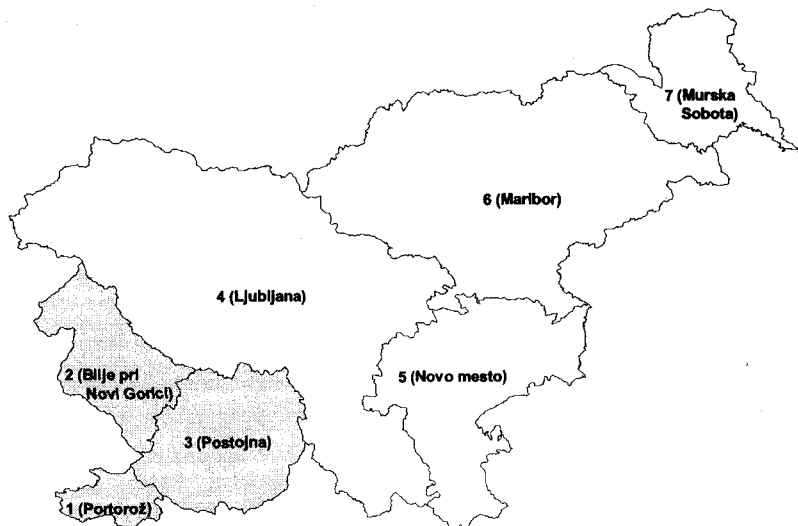 7 (Murska
Sobota)
6 (Maribor)
4 (Ljubljana)
2 (Bilje pri
Novi Gorici)
5 (Novo mesto)
3 (Postojna)
1 (Portorož)